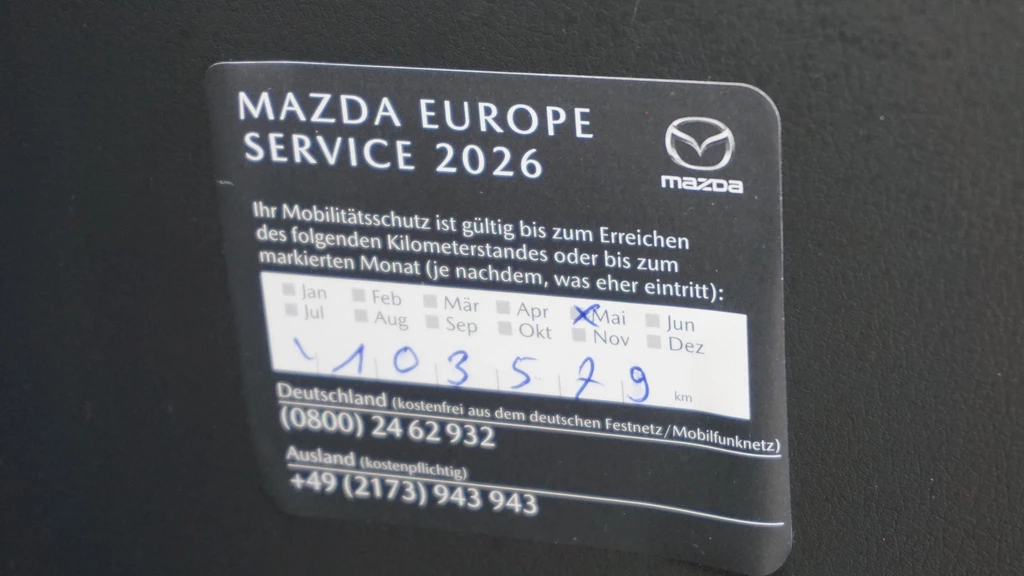 MAZDA EUROPE
SERVICE 2026
mazda
Ihr Mobilitätsschutz ist gültig bis zum Erreichen
des folgenden Kilometerstandes oder bis zum
markierten Monat (je nachdem, was eher eintritt):
Jan Feb Mär Apr Mai Jun
Jul Aug Sep Okt Nov Dez
103579 km
Deutschland (kostenfrei aus dem deutschen Festnetz/Mobilfunknetz)
(0800) 24 62 932
Ausland (kostenpflichtig)
+49 (2173) 943 943